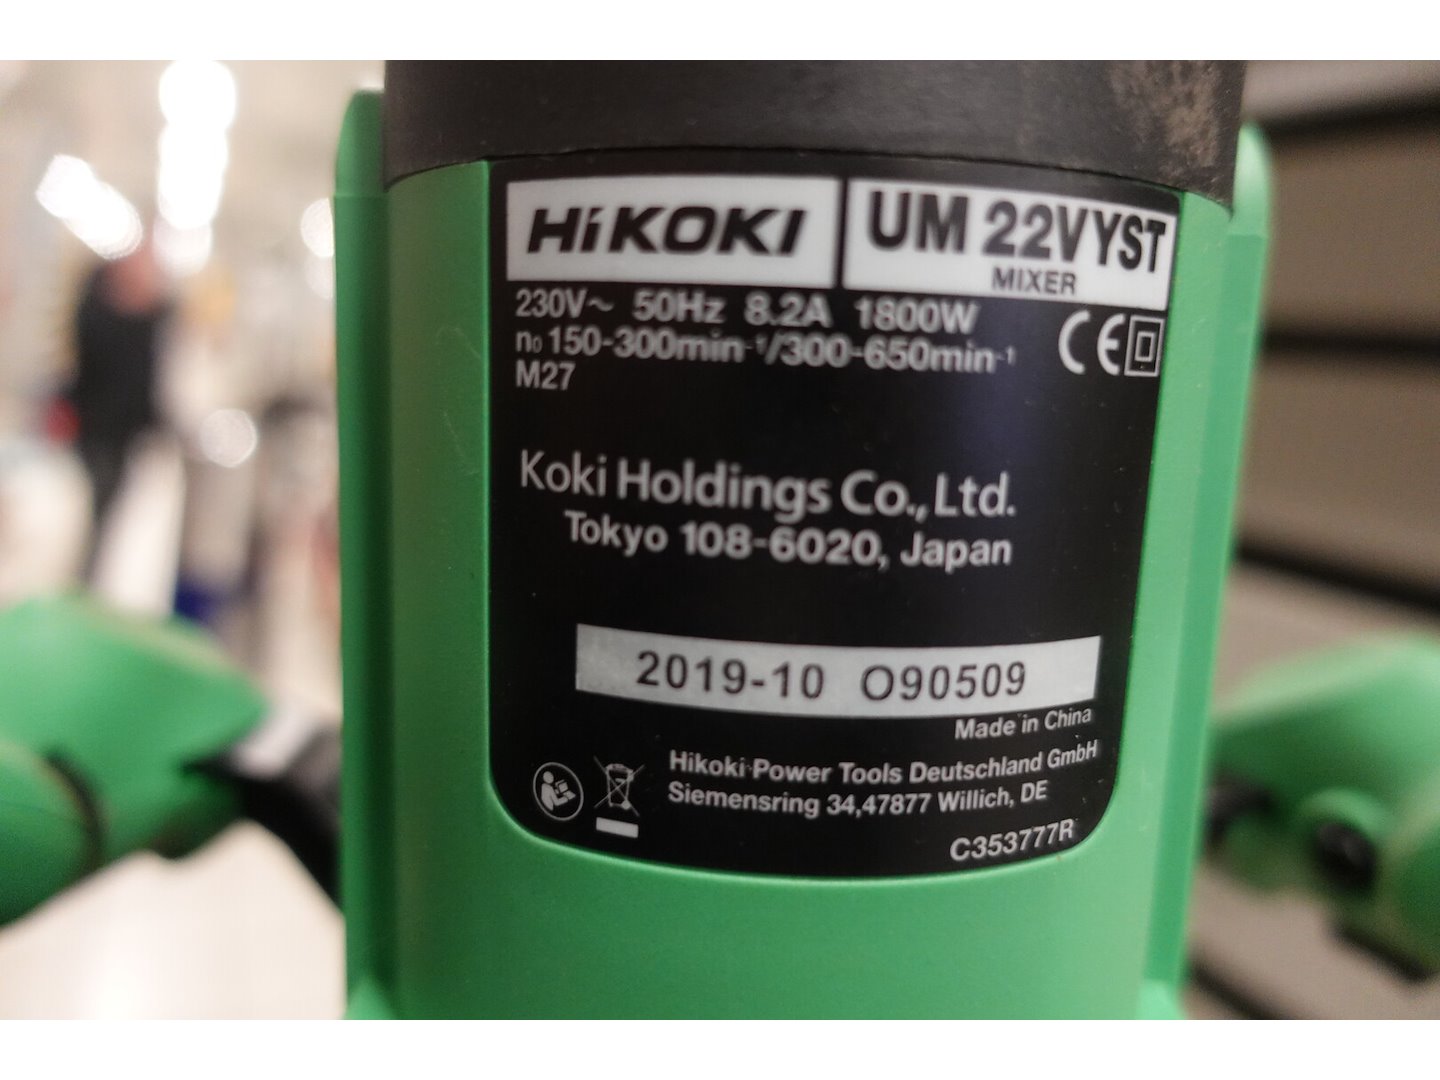 HiKOKI
UM 22VYST
MIXER
230V~ 50Hz 8.2A 1800W
n₀ 150-300min⁻¹/300-650min⁻¹
M27
CE
Koki Holdings Co., Ltd.
Tokyo 108-6020, Japan
2019-10 O90509
Made in China
Hikoki Power Tools Deutschland GmbH
Siemensring 34,47877 Willich, DE
C353777R